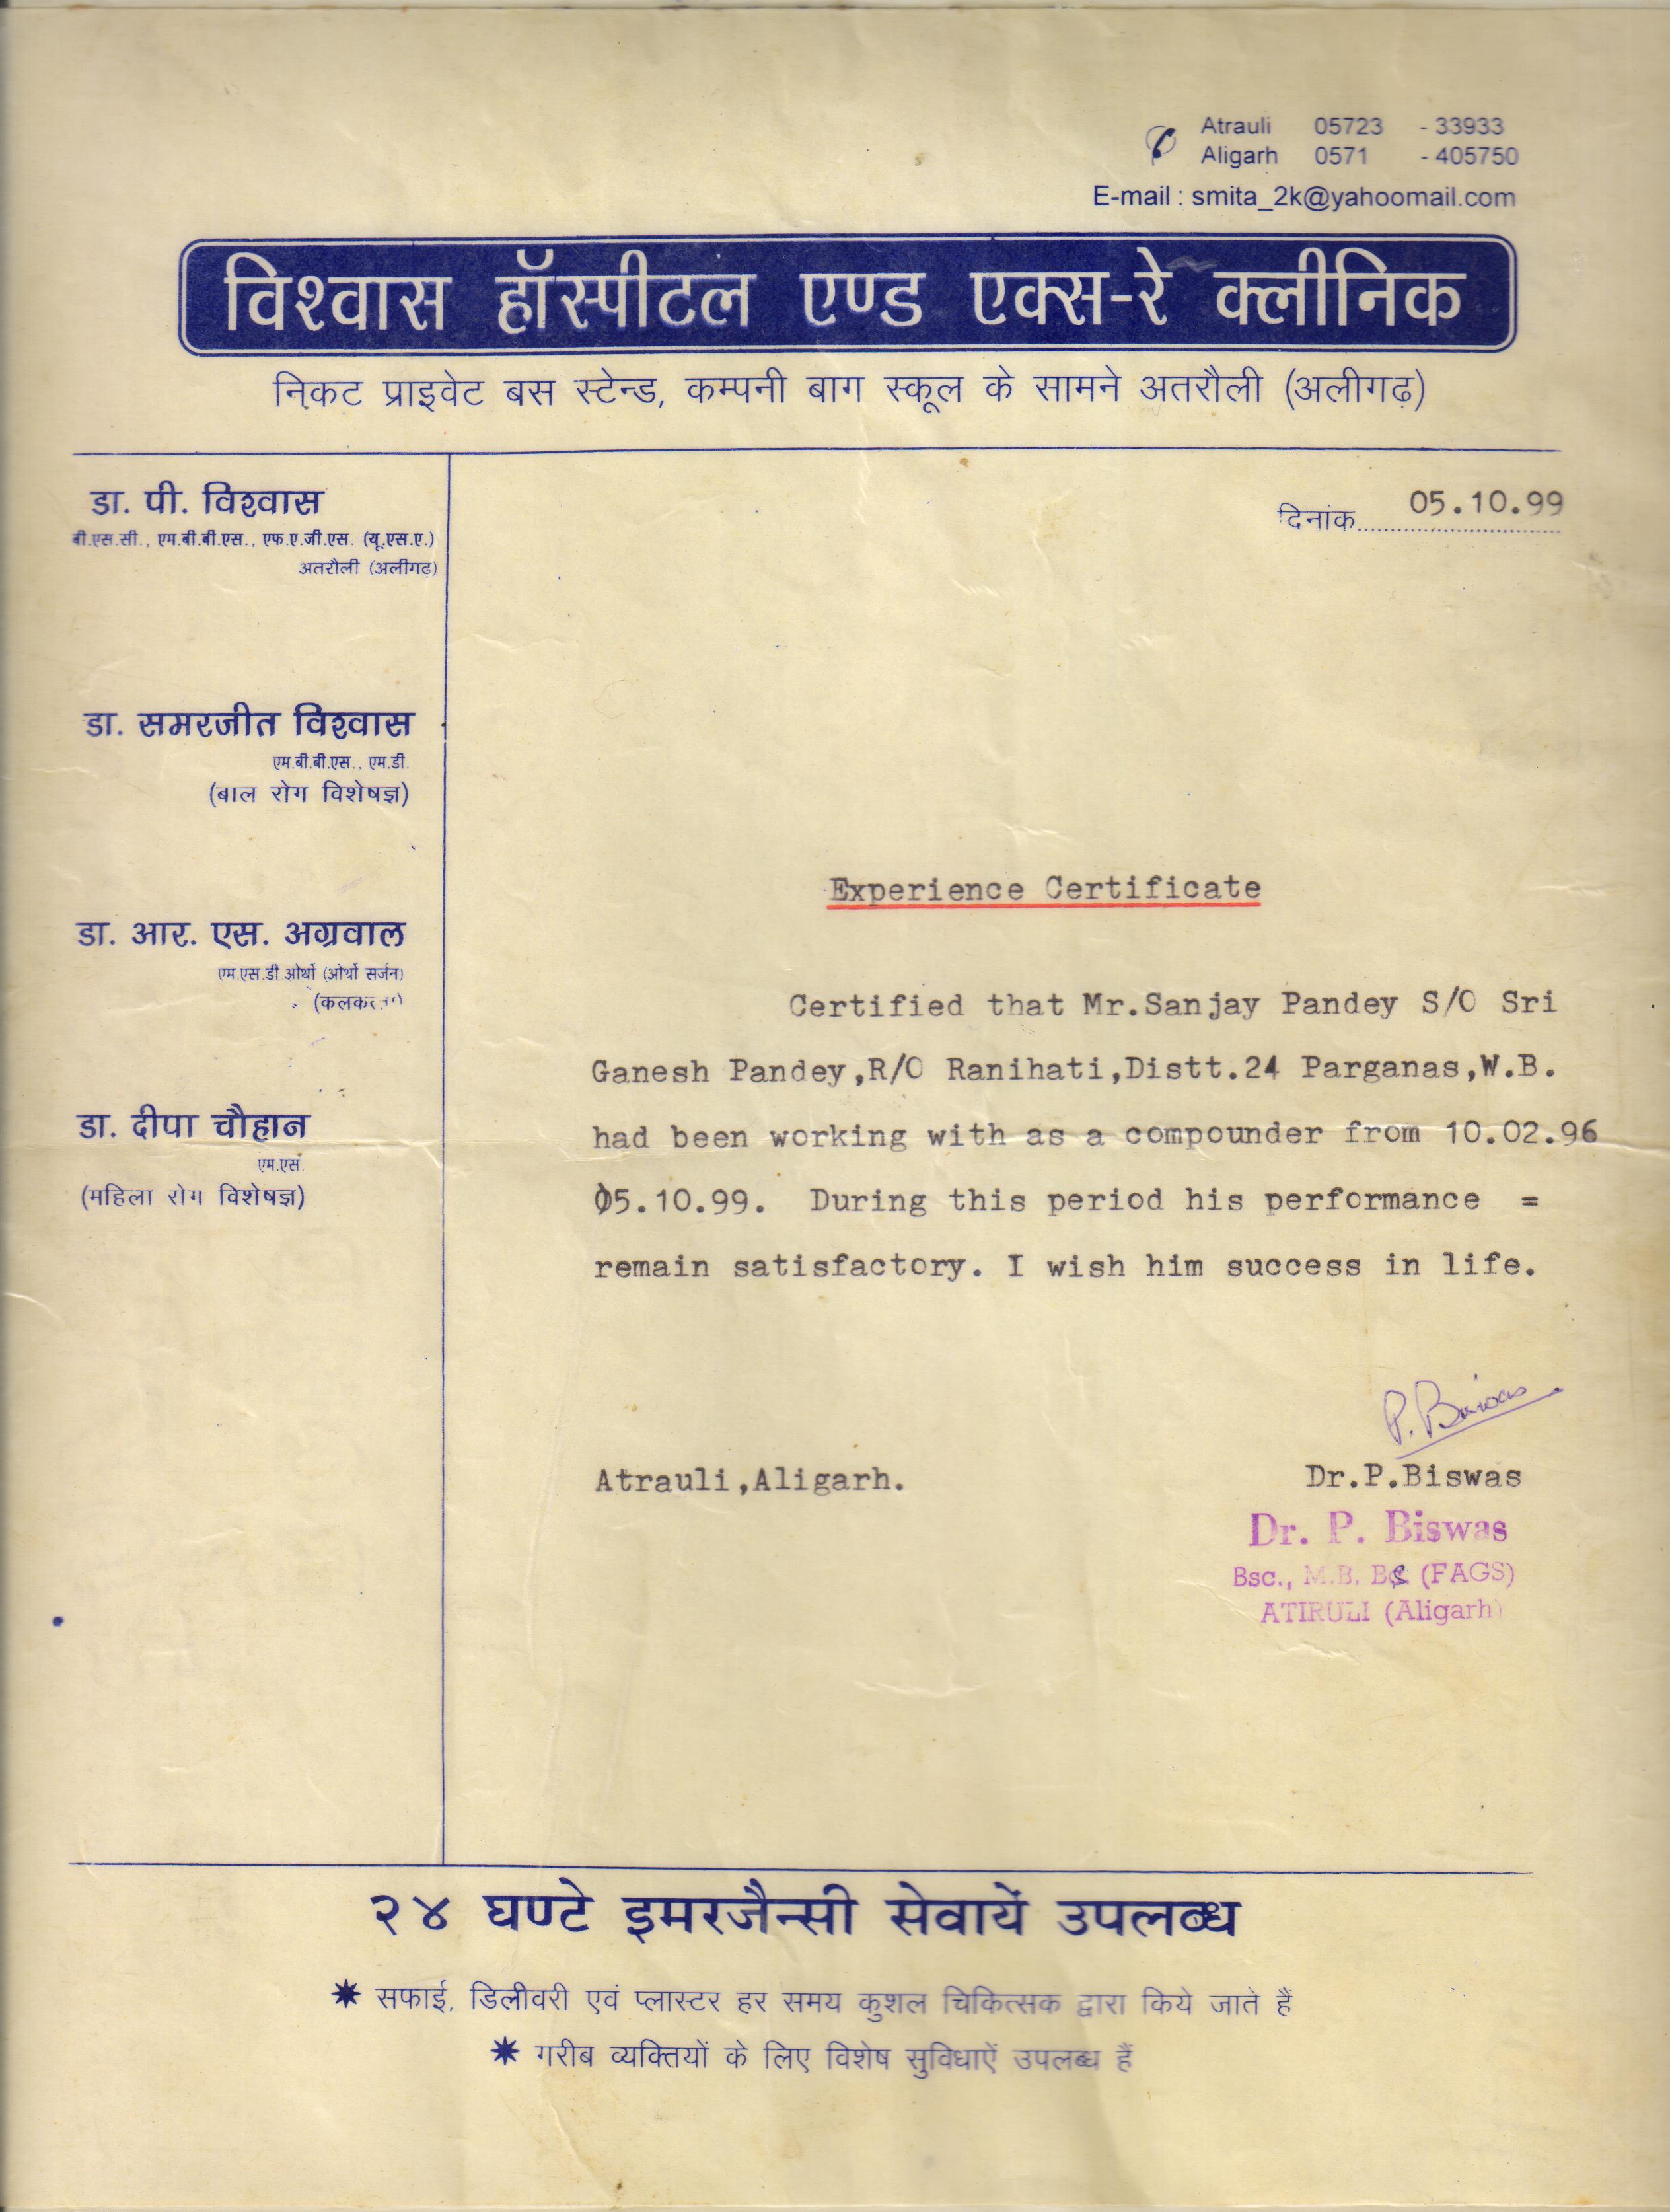 Atrauli 05723 - 33933
Aligarh 0571 - 405750
E-mail : smita_2k@yahoomail.com
विश्वास हॉस्पीटल एण्ड एक्स-रे क्लीनिक
निकट प्राइवेट बस स्टेन्ड, कम्पनी बाग स्कूल के सामने अतरौली (अलीगढ़)
डा. पी. विश्वास
बी.एस.सी., एम.बी.बी.एस., एफ.ए.जी.एस. (यू.एस.ए.)
अतरौली (अलीगढ़)
दिनांक 05.10.99
डा. समरजीत विश्वास
एम.बी.बी.एस., एम.डी.
(बाल रोग विशेषज्ञ)
डा. आर. एस. अग्रवाल
एम.एस.डी ओर्थो (ओर्थो सर्जन)
डा. दीपा चौहान
एम.एस.
(महिला रोग विशेषज्ञ)
Experience Certificate
Certified that Mr.Sanjay Pandey S/O Sri
Ganesh Pandey,R/O Ranihati,Distt.24 Parganas,W.B.
had been working with as a compounder from 10.02.96
05.10.99. During this period his performance =
remain satisfactory. I wish him success in life.
P. Biswas
Atrauli,Aligarh. Dr.P.Biswas
Dr. P. Biswas
Bsc., M.B. BS (FAGS)
ATIRULI (Aligarh)
२४ घण्टे इमरजैन्सी सेवायें उपलब्ध
✷ सफाई, डिलीवरी एवं प्लास्टर हर समय कुशल चिकित्सक द्वारा किये जाते हैं
✷ गरीब व्यक्तियों के लिए विशेष सुविधाऐं उपलब्ध हैं